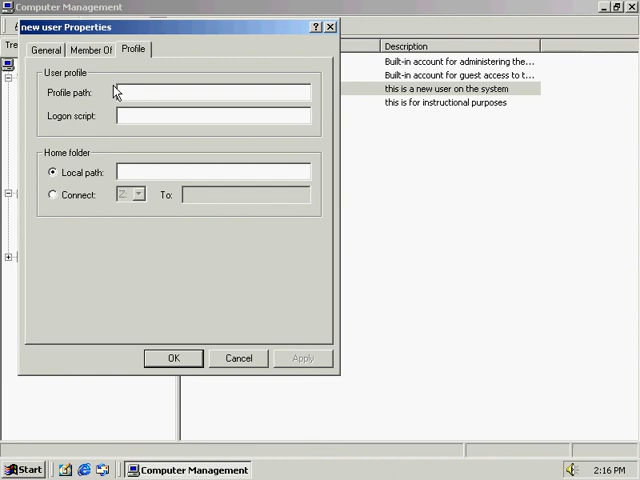 Computer Management
new user Properties
Tre
Description
General
Member Of
Profile
Built-in account for administering the...
User profile
Built-in account for guest access to t...
Profile path:
this is a new user on the system
this is for instructional purposes
Logon script:
Home folder
Local path:
Connect:
Z:
To:
OK
Cancel
Apply
Start
Computer Management
2:16 PM